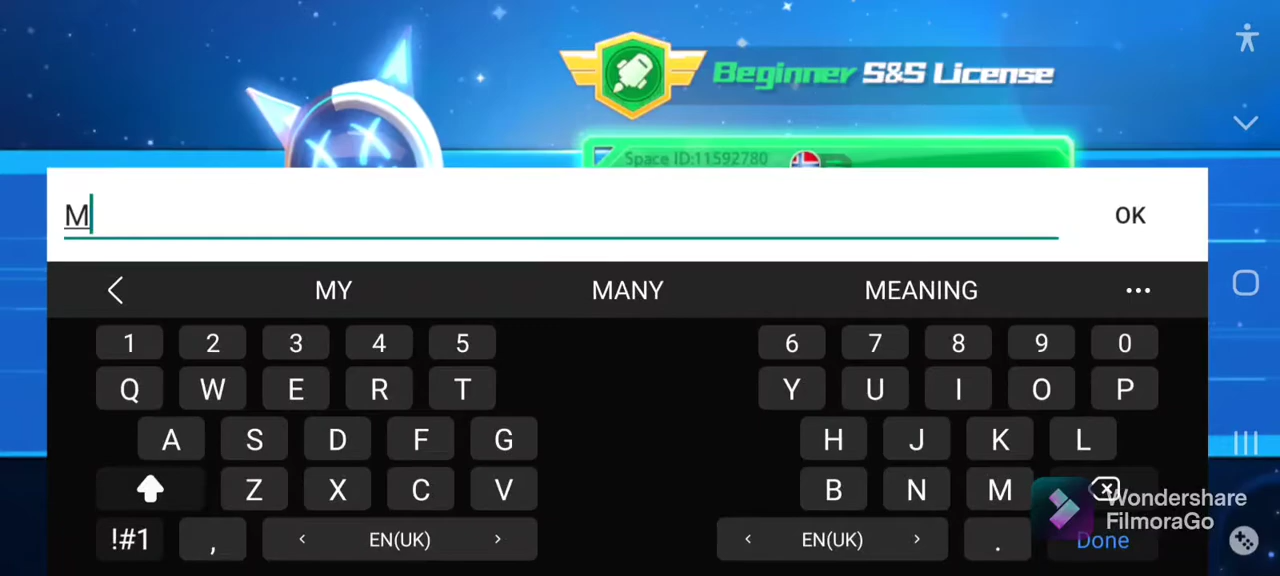 Beginner S&S License
Space ID:11592780
M
OK
MY MANY MEANING
1 2 3 4 5 6 7 8 9 0
Q W E R T Y U I O P
A S D F G H J K L
Z X C V B N M
!#1 , EN(UK) EN(UK) . Done
Wondershare
FilmoraGo